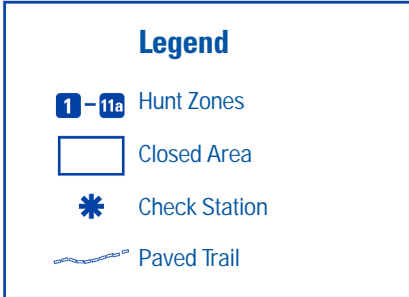 Legend
1 – 11a Hunt Zones
Closed Area
Check Station
Paved Trail